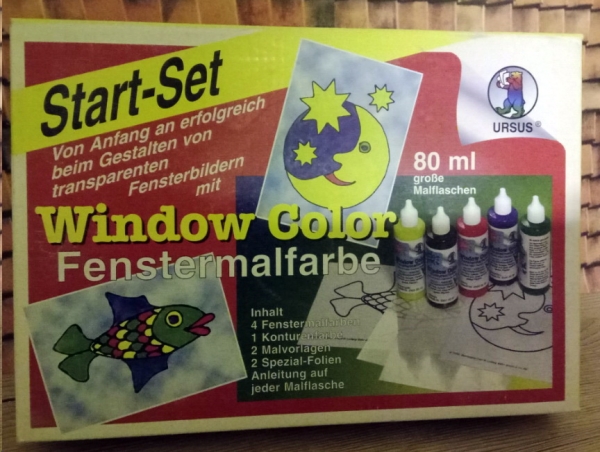 Start-Set
Von Anfang an erfolgreich
beim Gestalten von
transparenten
Fensterbildern
mit
Window Color
Fenstermalfarbe
URSUS©
80 ml
große
Malflaschen
Inhalt
4 Fenstermalfarben
1 Konturenfarbe
2 Malvorlagen
2 Spezial-Folien
Anleitung auf
jeder Malflasche